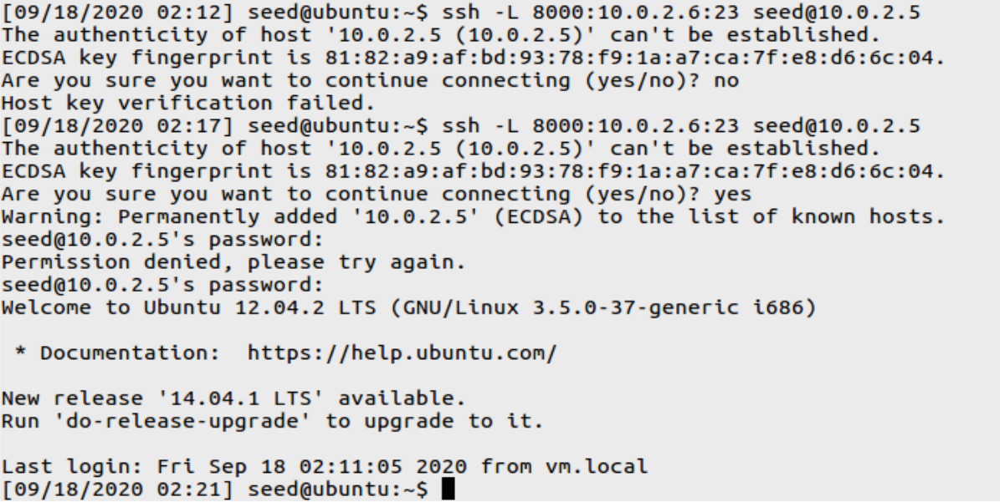 [09/18/2020 02:12] seed@ubuntu:~$ ssh -L 8000:10.0.2.6:23 seed@10.0.2.5
The authenticity of host '10.0.2.5 (10.0.2.5)' can't be established.
ECDSA key fingerprint is 81:82:a9:af:bd:93:78:f9:1a:a7:ca:7f:e8:d6:6c:04.
Are you sure you want to continue connecting (yes/no)? no
Host key verification failed.
[09/18/2020 02:17] seed@ubuntu:~$ ssh -L 8000:10.0.2.6:23 seed@10.0.2.5
The authenticity of host '10.0.2.5 (10.0.2.5)' can't be established.
ECDSA key fingerprint is 81:82:a9:af:bd:93:78:f9:1a:a7:ca:7f:e8:d6:6c:04.
Are you sure you want to continue connecting (yes/no)? yes
Warning: Permanently added '10.0.2.5' (ECDSA) to the list of known hosts.
seed@10.0.2.5's password:
Permission denied, please try again.
seed@10.0.2.5's password:
Welcome to Ubuntu 12.04.2 LTS (GNU/Linux 3.5.0-37-generic i686)
 * Documentation:  https://help.ubuntu.com/
New release '14.04.1 LTS' available.
Run 'do-release-upgrade' to upgrade to it.
Last login: Fri Sep 18 02:11:05 2020 from vm.local
[09/18/2020 02:21] seed@ubuntu:~$